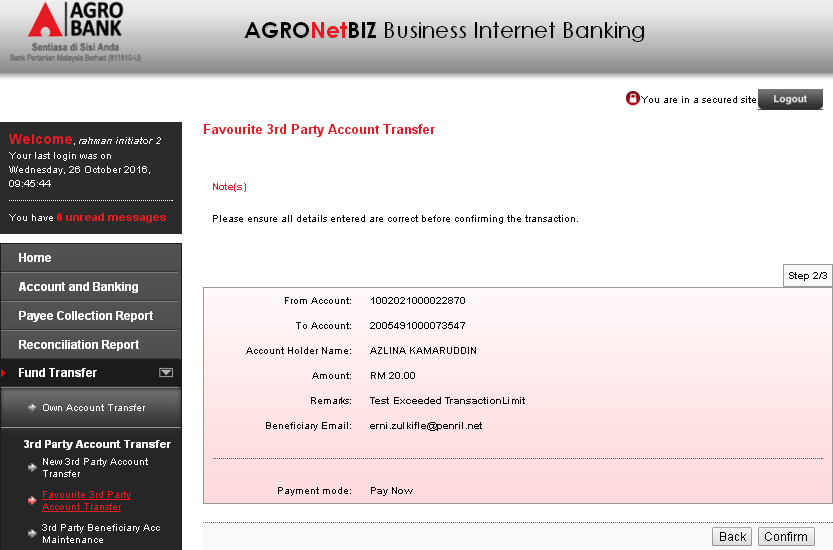 AGRO
BANK
Sentiasa di Sisi Anda
Bank Pertanian Malaysia Berhad (811810-U)
AGRONetBIZ Business Internet Banking
You are in a secured site
Logout
Welcome, rahman initiator 2
Your last login was on
Wednesday, 26 October 2016,
09:45:44
You have 0 unread messages
Home
Account and Banking
Payee Collection Report
Reconciliation Report
Fund Transfer
Own Account Transfer
3rd Party Account Transfer
New 3rd Party Account
Transfer
Favourite 3rd Party
Account Transfer
3rd Party Beneficiary Acc
Maintenance
Favourite 3rd Party Account Transfer
Note(s)
Please ensure all details entered are correct before confirming the transaction.
Step 2/3
From Account: 1002021000022870
To Account: 2005491000073547
Account Holder Name: AZLINA KAMARUDDIN
Amount: RM 20.00
Remarks: Test Exceeded TransactionLimit
Beneficiary Email: erni.zulkifle@penril.net
Payment mode: Pay Now
Back
Confirm